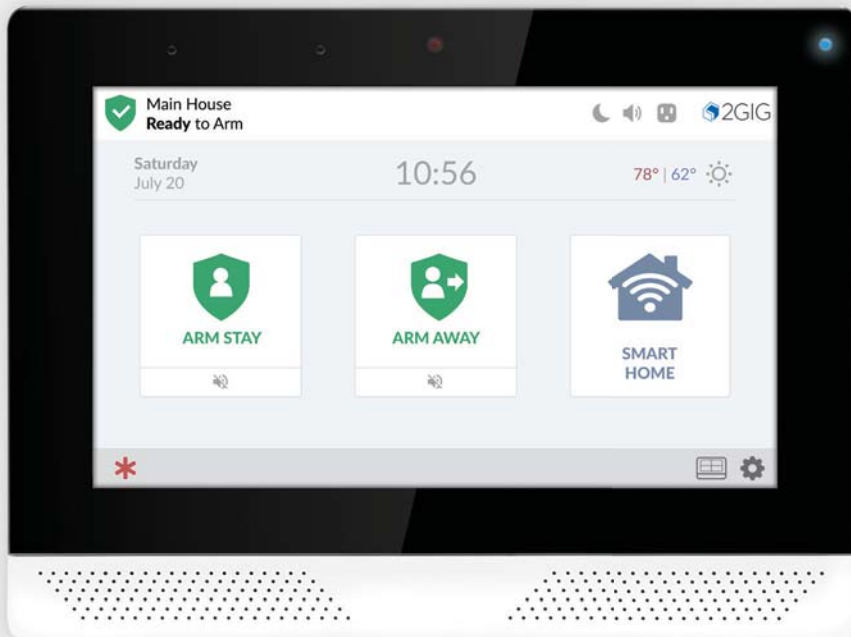 Main House
Ready to Arm
2GIG
Saturday
July 20
10:56
78° | 62°
ARM STAY
ARM AWAY
SMART
HOME